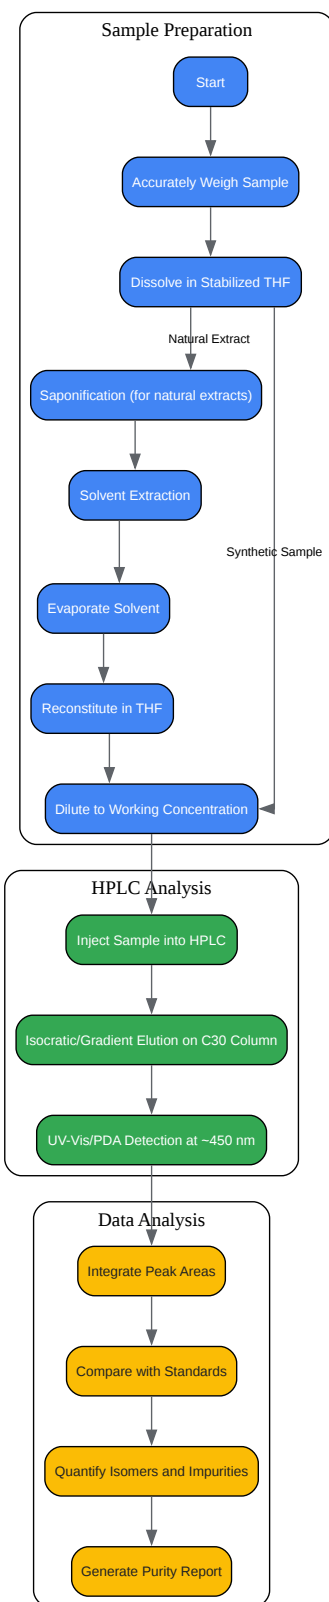 Sample Preparation
Start
Accurately Weigh Sample
Dissolve in Stabilized THF
Natural Extract
Saponification (for natural extracts)
Solvent Extraction
Synthetic Sample
Evaporate Solvent
Reconstitute in THF
Dilute to Working Concentration
HPLC Analysis
Inject Sample into HPLC
Isocratic/Gradient Elution on C30 Column
UV-Vis/PDA Detection at ~450 nm
Data Analysis
Integrate Peak Areas
Compare with Standards
Quantify Isomers and Impurities
Generate Purity Report